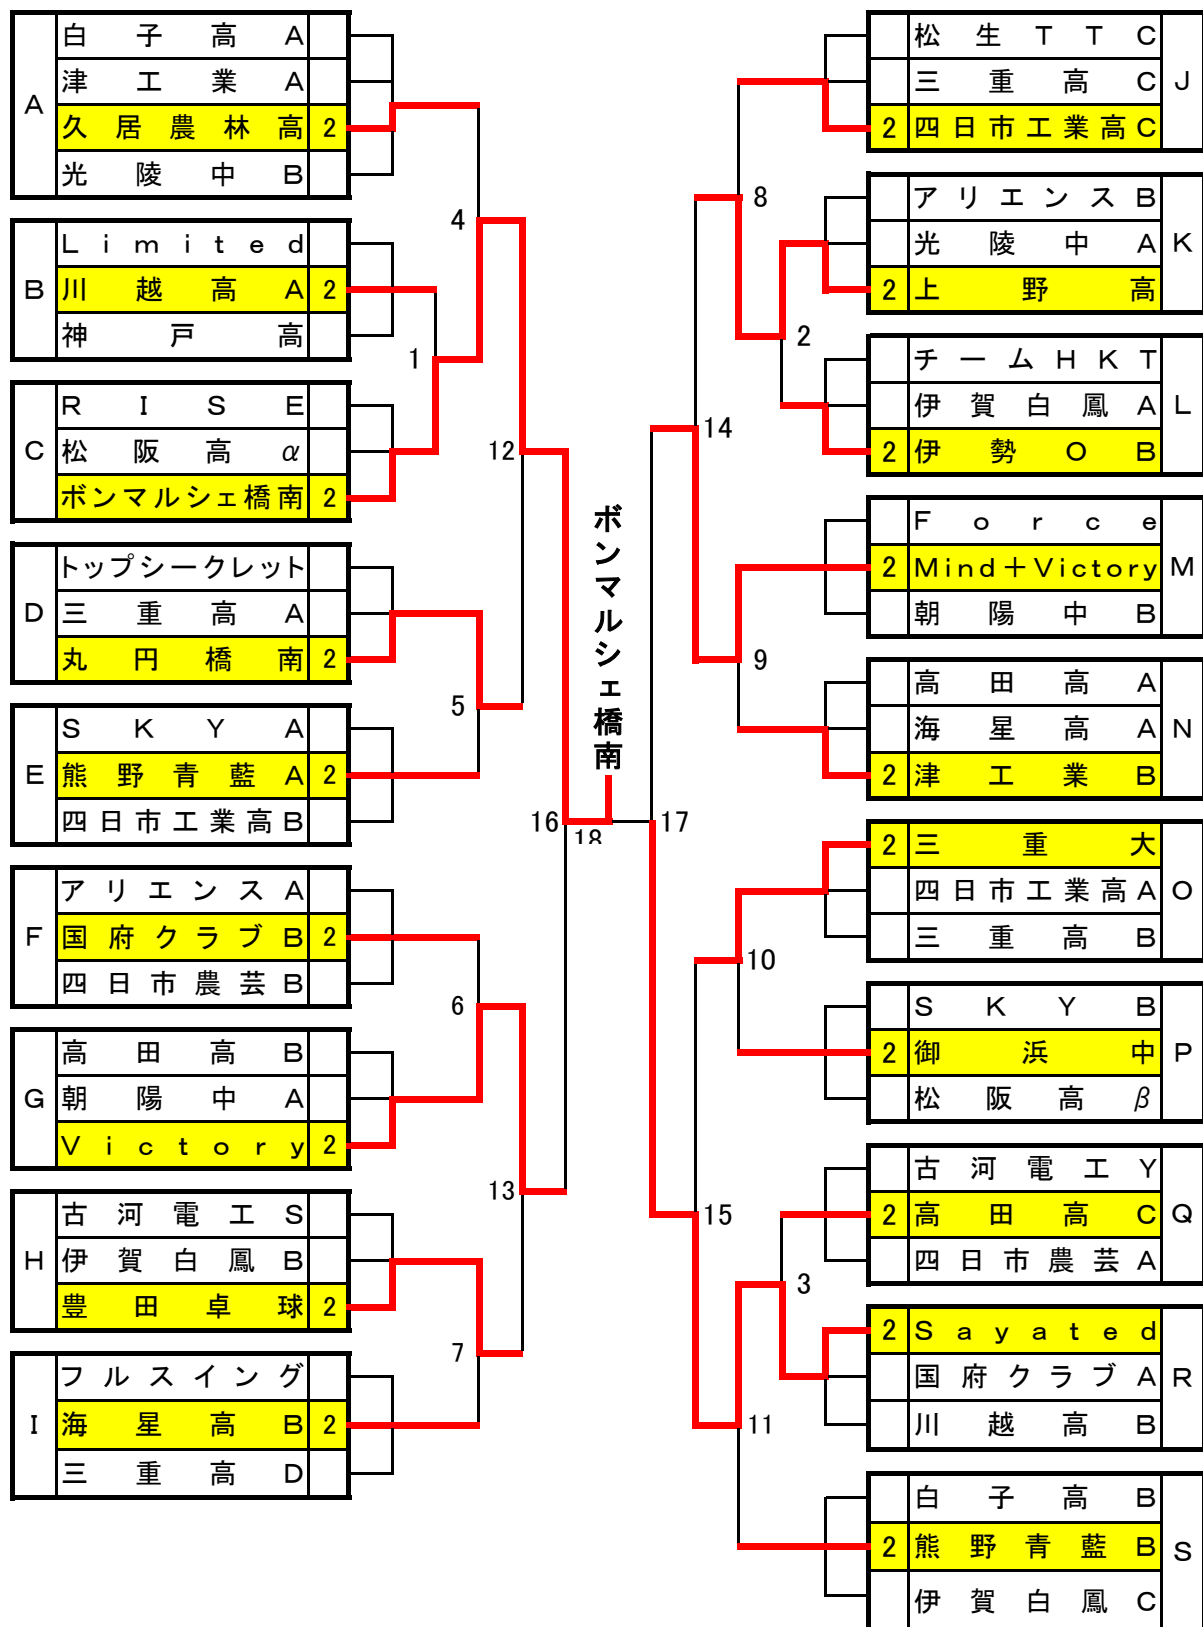 A
白子高A
津工業A
久居農林高 2
光陵中B
B
Limited
川越高A 2
神戸高
C
RISE
松阪高α
ボンマルシェ橋南 2
D
トップシークレット
三重高A
丸円橋南 2
E
SKYA
熊野青藍A 2
四日市工業高B
F
アリエンスA
国府クラブB 2
四日市農芸B
G
高田高B
朝陽中A
Victory 2
H
古河電工S
伊賀白鳳B
豊田卓球 2
I
フルスイング
海星高B 2
三重高D
4
1
12
5
6
13
7
16
18
ボンマルシェ橋南
17
14
8
2
9
10
15
3
11
松生TTC
三重高C
2 四日市工業高C
J
アリエンスB
光陵中A
2 上野高
K
チームHKT
伊賀白鳳A
2 伊勢OB
L
Force
2 Mind+Victory
朝陽中B
M
高田高A
海星高A
2 津工業B
N
2 三重大
四日市工業高A
三重高B
O
SKYB
2 御浜中
松阪高β
P
古河電工Y
2 高田高C
四日市農芸A
Q
2 Sayated
国府クラブA
川越高B
R
白子高B
2 熊野青藍B
伊賀白鳳C
S